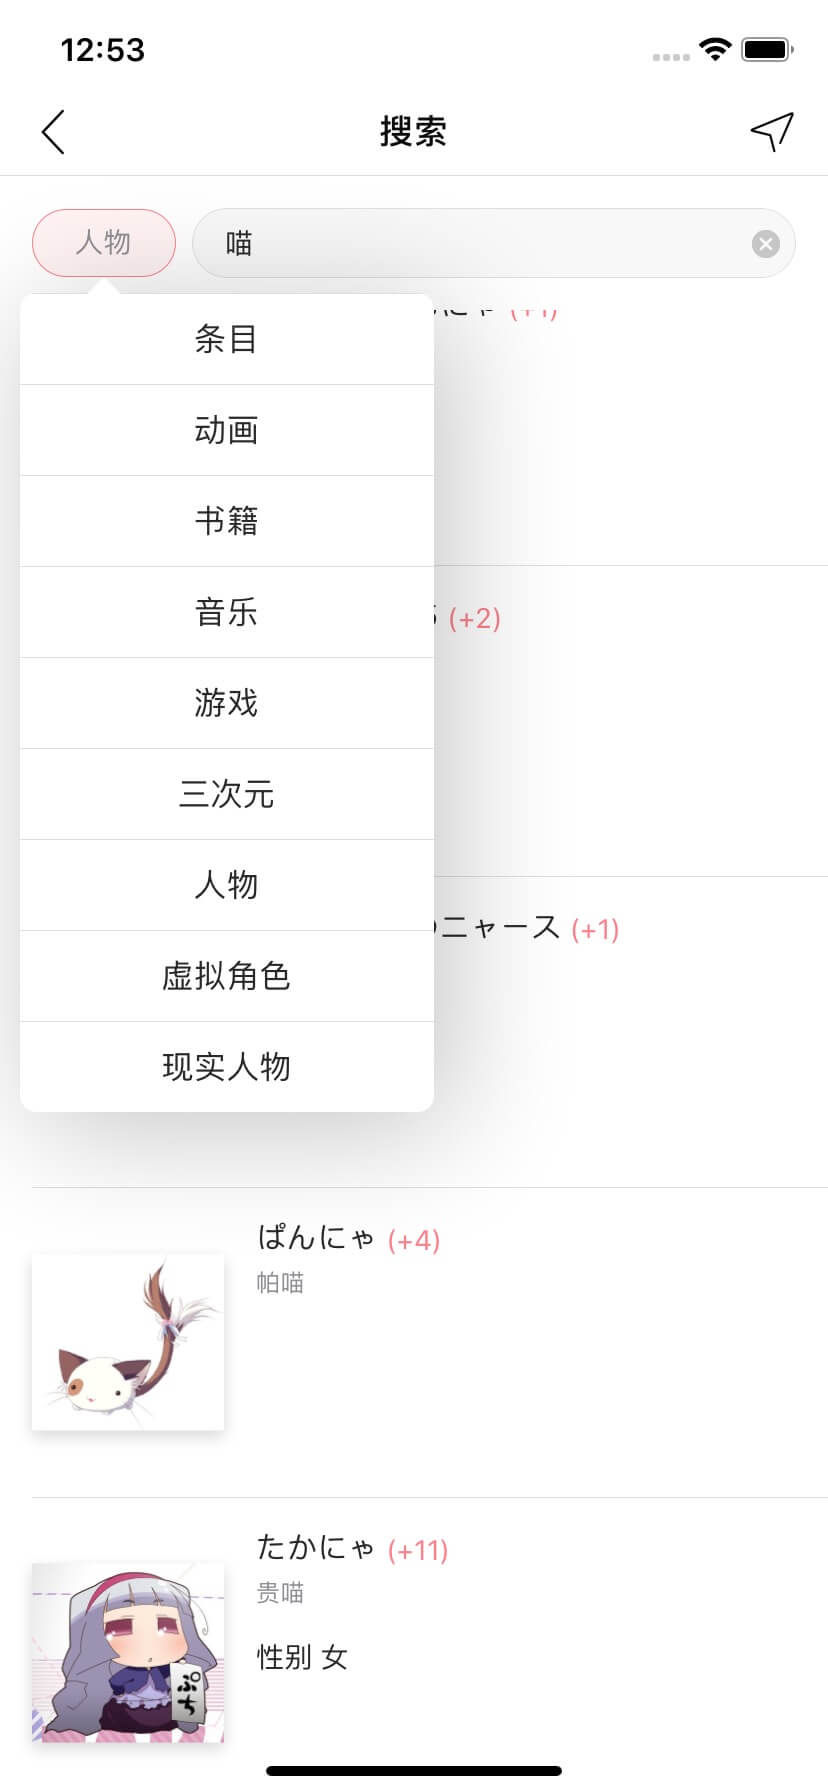 12:53
搜索
人物
喵
条目
动画
书籍
音乐
游戏
三次元
人物
虚拟角色
现实人物
(+1)
(+2)
ニャース (+1)
ぱんにゃ (+4)
帕喵
たかにゃ (+11)
贵喵
性别 女
ぷち